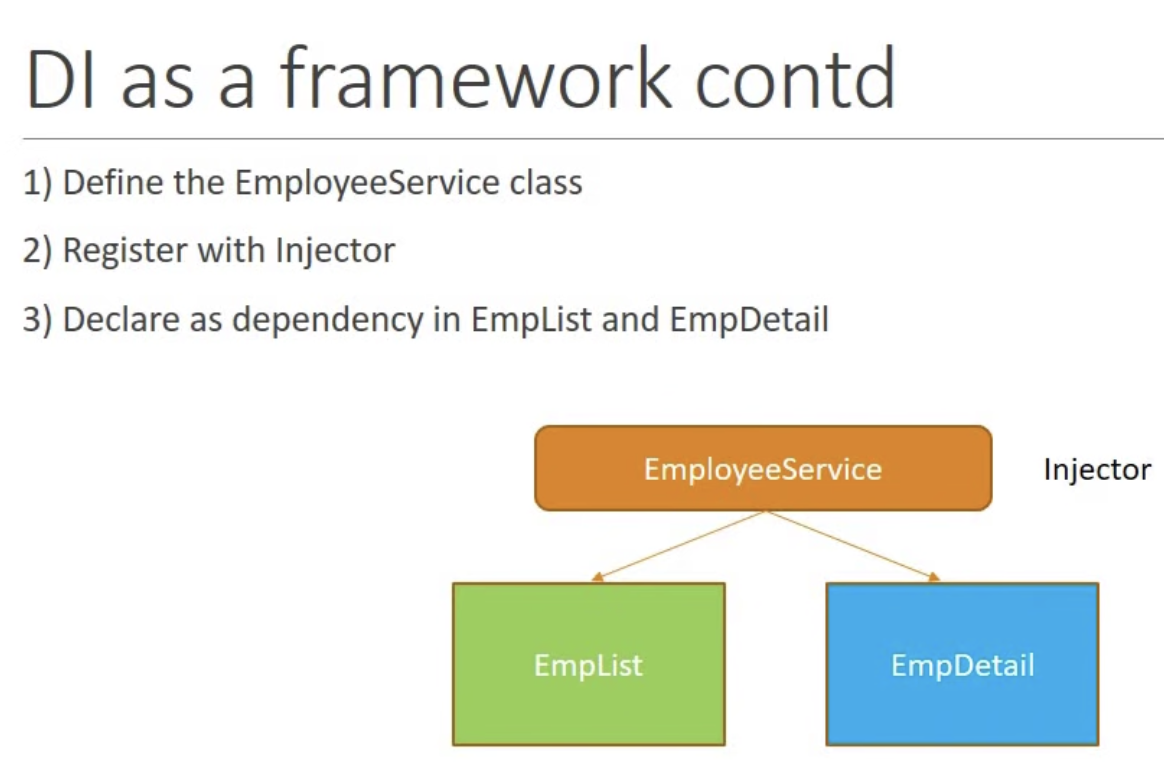 DI as a framework contd
1) Define the EmployeeService class
2) Register with Injector
3) Declare as dependency in EmpList and EmpDetail
EmployeeService
Injector
EmpList
EmpDetail